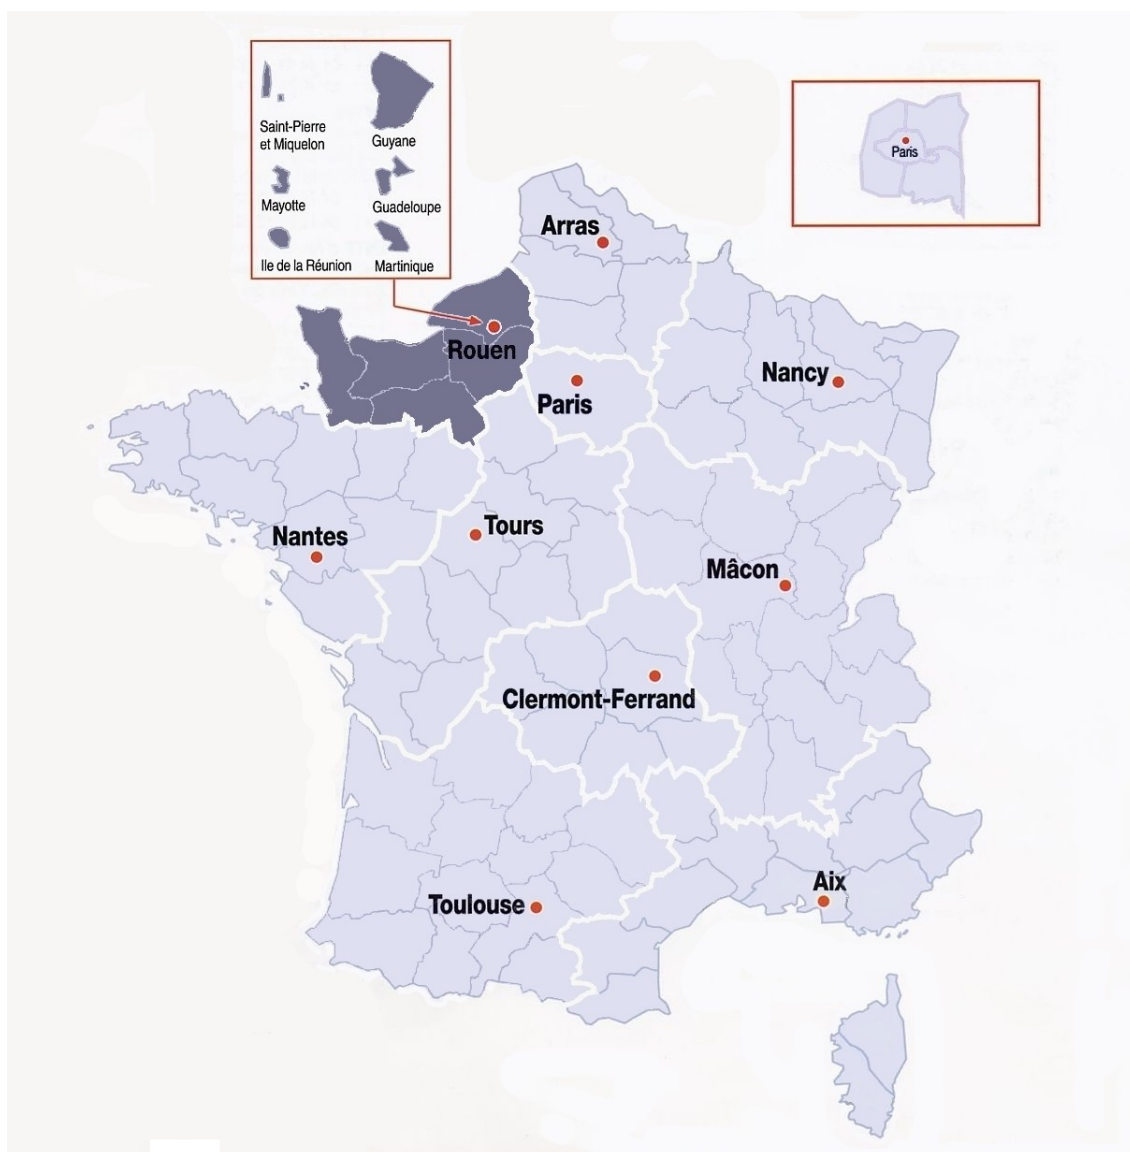 Saint-Pierre
et Miquelon
Guyane
Mayotte
Guadeloupe
Ile de la Réunion
Martinique
Paris
Arras
Rouen
Nancy
Paris
Nantes
Tours
Mâcon
Clermont-Ferrand
Toulouse
Aix